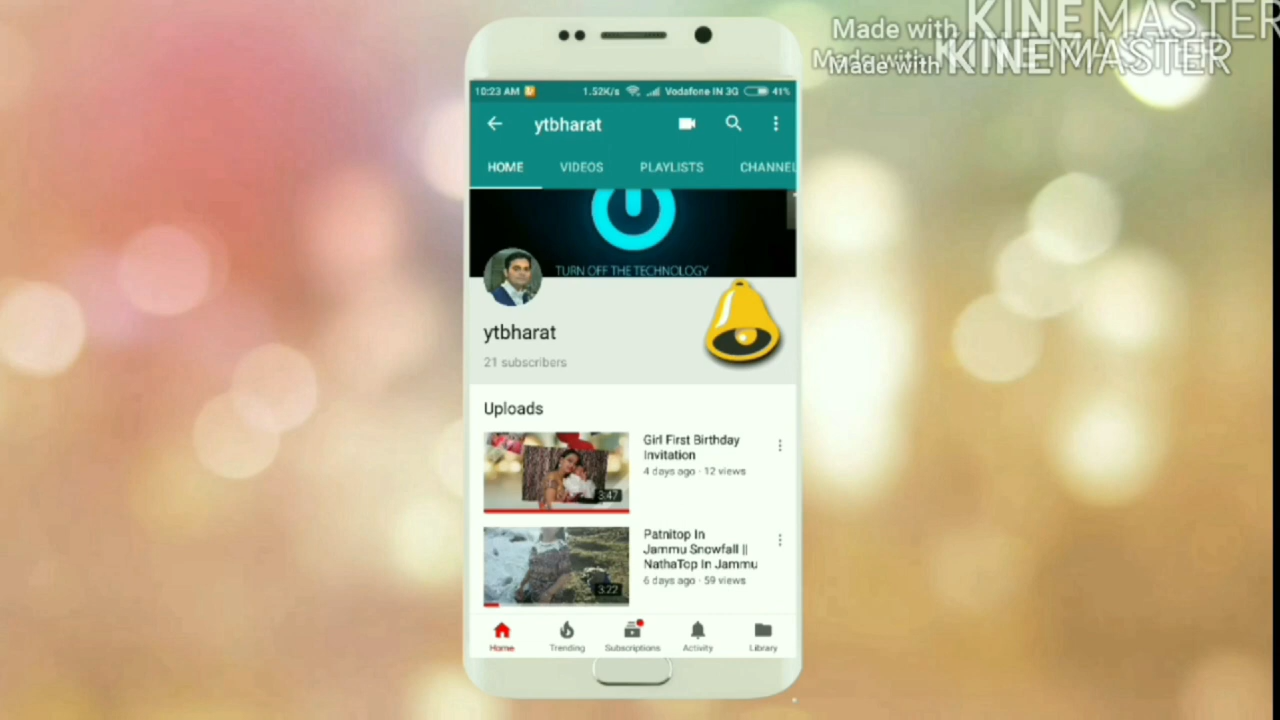 Made with KINEMASTER
Made with KINEMASTER
10:23 AM 1.52K/s Vodafone IN 3G 41%
ytbharat
HOME VIDEOS PLAYLISTS CHANNEL
TURN OFF THE TECHNOLOGY
ytbharat
21 subscribers
Uploads
Girl First Birthday
Invitation
4 days ago · 12 views
3:47
Patnitop In
Jammu Snowfall ||
NathaTop In Jammu
6 days ago · 59 views
3:22
Home Trending Subscriptions Activity Library